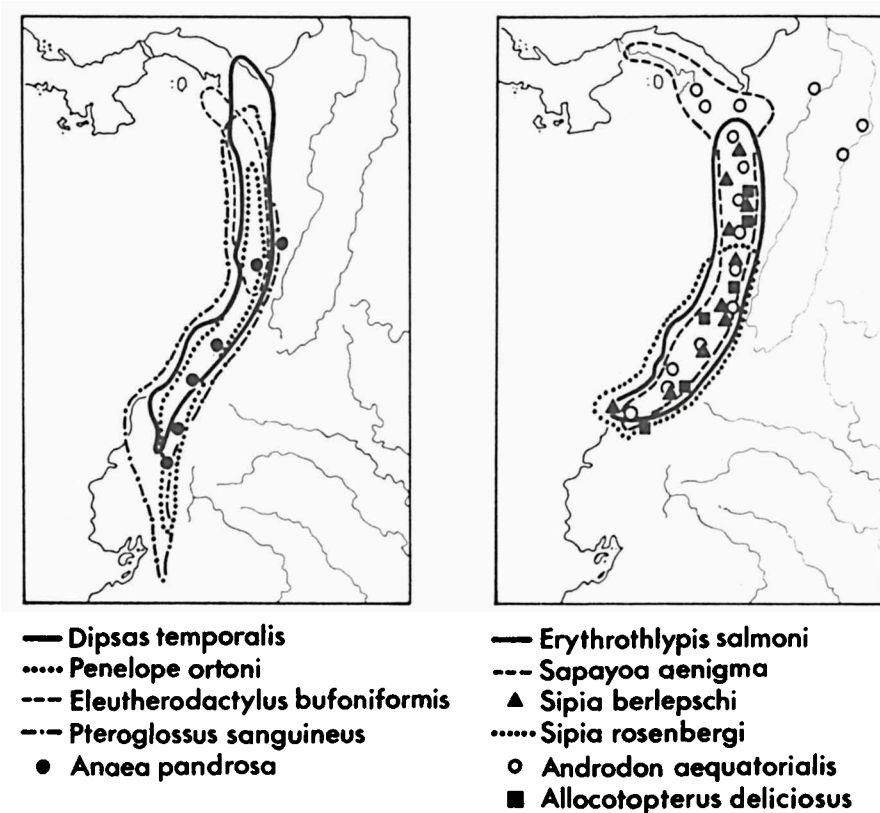 Dipsas temporalis
Penelope ortoni
Eleutherodactylus bufoniformis
Pteroglossus sanguineus
Anaea pandrosa
Erythrothlypis salmoni
Sapayoa aenigma
Sipia berlepschi
Sipia rosenbergi
Androdon aequatorialis
Allocotopterus deliciosus